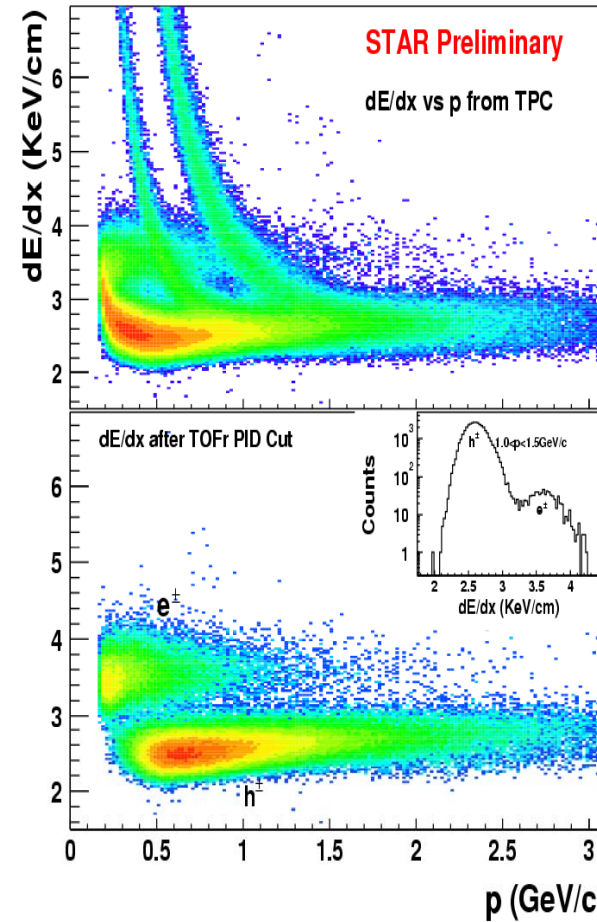 STAR Preliminary
dE/dx vs p from TPC
dE/dx (KeV/cm)
6
5
4
3
2
dE/dx after TOFr PID Cut
h± 1.0<p<1.5GeV/c
e±
Counts
10³
10²
10
1
2 2.5 3 3.5 4
dE/dx (KeV/cm)
6
5
4
3
2
e±
h±
0 0.5 1 1.5 2 2.5 3
p (GeV/c